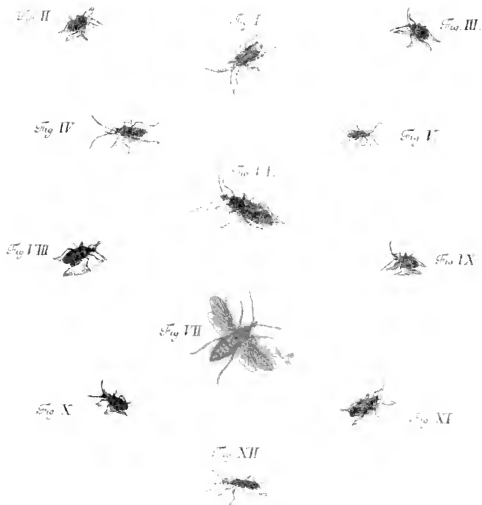 Fig. II
Fig. I
Fig. III.
Fig. IV
Fig. V.
Fig. VI.
Fig. VIII
Fig. IX
Fig. VII
Fig. X
Fig. XI
Fig. XII